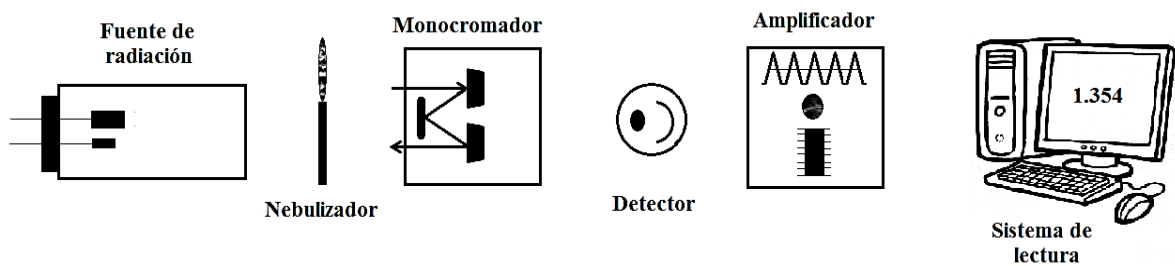 Fuente de
radiación
Nebulizador
Monocromador
Detector
Amplificador
1.354
Sistema de
lectura